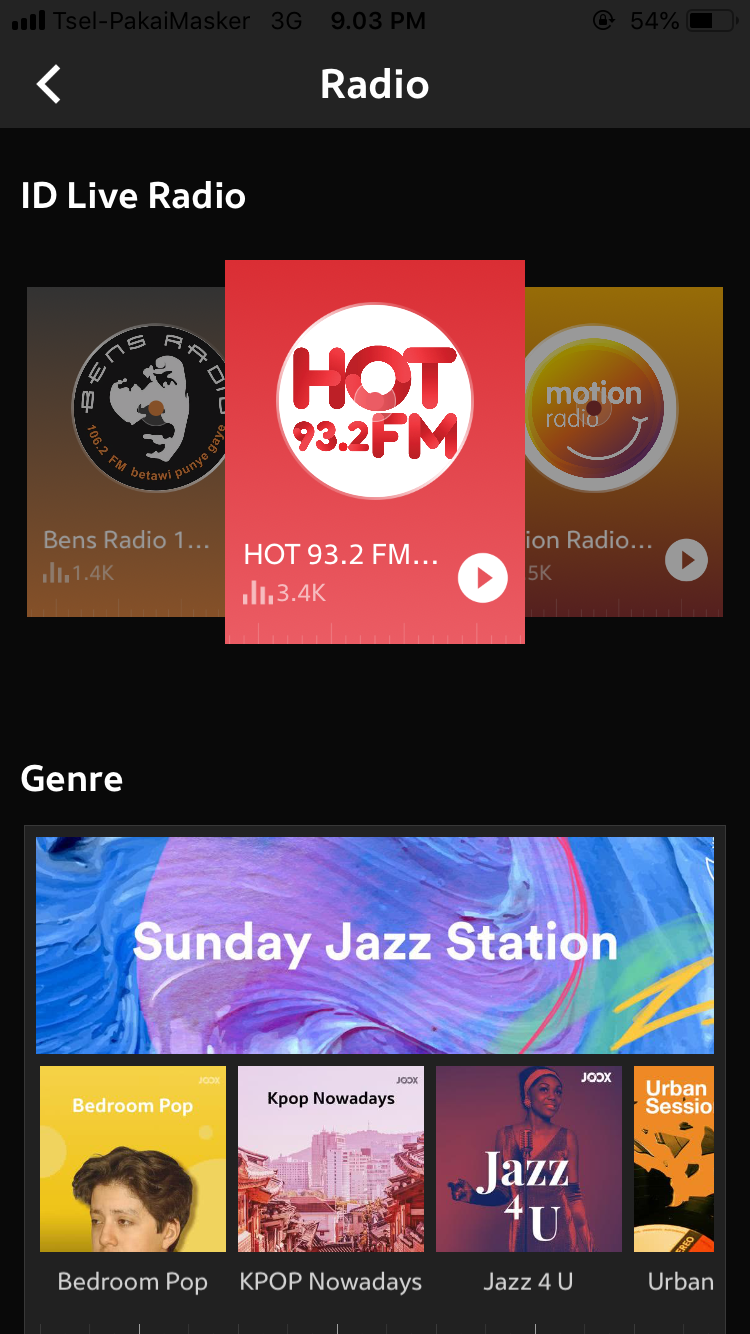 Tsel-PakaiMasker 3G 9.03 PM 54%
Radio
ID Live Radio
BENS RADIO
106.2 FM betawi punye gaye
Bens Radio 1...
1.4K
HOT
93.2 FM
HOT 93.2 FM...
3.4K
motion
radio
ion Radio...
5K
Genre
Sunday Jazz Station
JOOX
Bedroom Pop
JOOX
Kpop Nowadays
JOOX
Jazz
4 U
Urban
Sessio
EREO
Bedroom Pop
KPOP Nowadays
Jazz 4 U
Urban